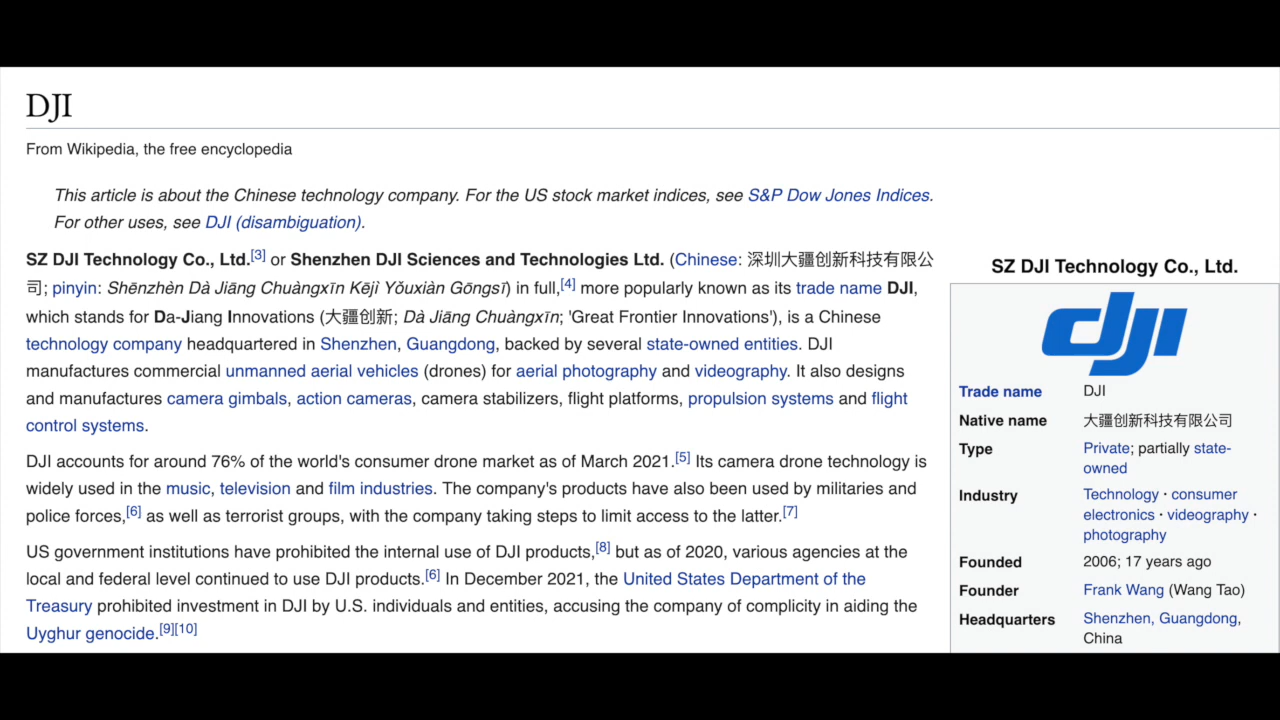 DJI
From Wikipedia, the free encyclopedia
This article is about the Chinese technology company. For the US stock market indices, see S&P Dow Jones Indices.
For other uses, see DJI (disambiguation).
SZ DJI Technology Co., Ltd.[3] or Shenzhen DJI Sciences and Technologies Ltd. (Chinese: 深圳大疆创新科技有限公
司; pinyin: Shēnzhèn Dà Jiāng Chuàngxīn Kējì Yǒuxiàn Gōngsī) in full,[4] more popularly known as its trade name DJI,
which stands for Da-Jiang Innovations (大疆创新; Dà Jiāng Chuàngxīn; 'Great Frontier Innovations'), is a Chinese
technology company headquartered in Shenzhen, Guangdong, backed by several state-owned entities. DJI
manufactures commercial unmanned aerial vehicles (drones) for aerial photography and videography. It also designs
and manufactures camera gimbals, action cameras, camera stabilizers, flight platforms, propulsion systems and flight
control systems.
DJI accounts for around 76% of the world's consumer drone market as of March 2021.[5] Its camera drone technology is
widely used in the music, television and film industries. The company's products have also been used by militaries and
police forces,[6] as well as terrorist groups, with the company taking steps to limit access to the latter.[7]
US government institutions have prohibited the internal use of DJI products,[8] but as of 2020, various agencies at the
local and federal level continued to use DJI products.[6] In December 2021, the United States Department of the
Treasury prohibited investment in DJI by U.S. individuals and entities, accusing the company of complicity in aiding the
Uyghur genocide.[9][10]
SZ DJI Technology Co., Ltd.
dji
Trade name DJI
Native name 大疆创新科技有限公司
Type Private; partially state-
owned
Industry Technology · consumer
electronics · videography ·
photography
Founded 2006; 17 years ago
Founder Frank Wang (Wang Tao)
Headquarters Shenzhen, Guangdong,
China